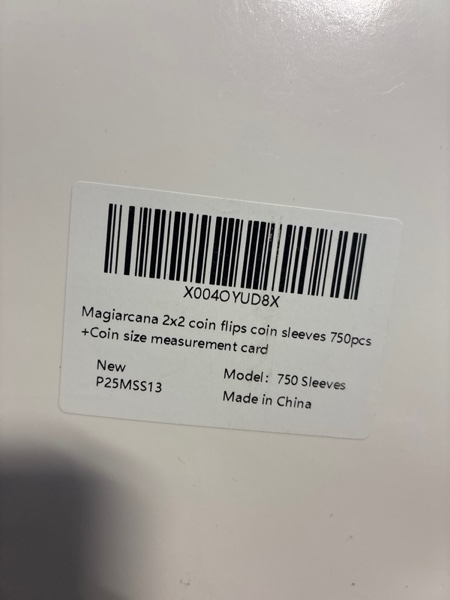 X004OYUD8X
Magiarcana 2x2 coin flips coin sleeves 750pcs
+Coin size measurement card
New
P25MSS13
Model: 750 Sleeves
Made in China